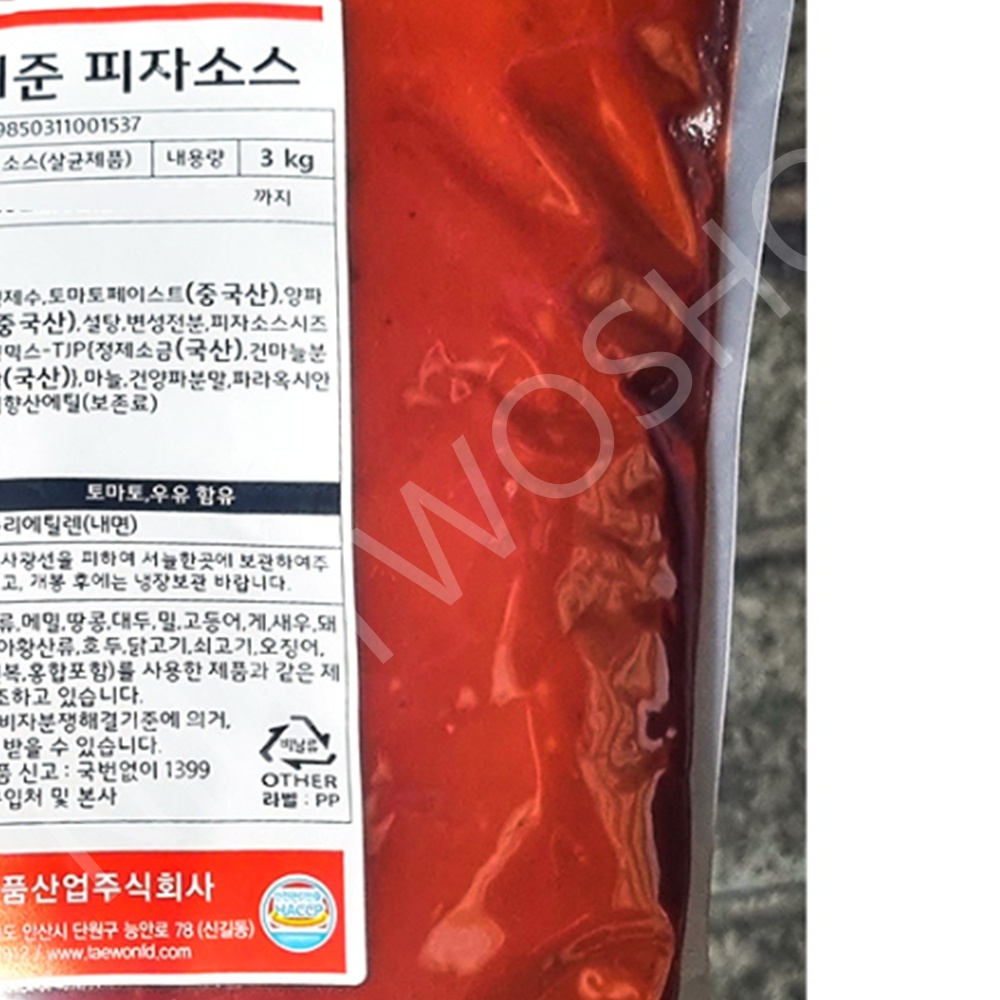 준 피자소스
9850311001537
소스(살균제품) 내용량 3 kg
까지
제수,토마토페이스트(중국산),양파
중국산),설탕,변성전분,피자소스시즈
믹스-TJP{정제소금(국산),건마늘분
(국산)},마늘,건양파분말,파라옥시안
향산에틸(보존료)
토마토,우유 함유
리에틸렌(내면)
사광선을 피하여 서늘한곳에 보관하여주
고, 개봉 후에는 냉장보관 바랍니다.
류,메밀,땅콩,대두,밀,고등어,게,새우,돼
아황산류,호두,닭고기,쇠고기,오징어,
복,홍합포함)를 사용한 제품과 같은 제
조하고 있습니다.
비자분쟁해결기준에 의거,
받을 수 있습니다.
품 신고 : 국번없이 1399
입처 및 본사
비닐류
OTHER
라벨 : PP
품산업주식회사
HACCP
도 안산시 단원구 능안로 78 (신길동)
912 / www.taewonfd.com
TWOSHO